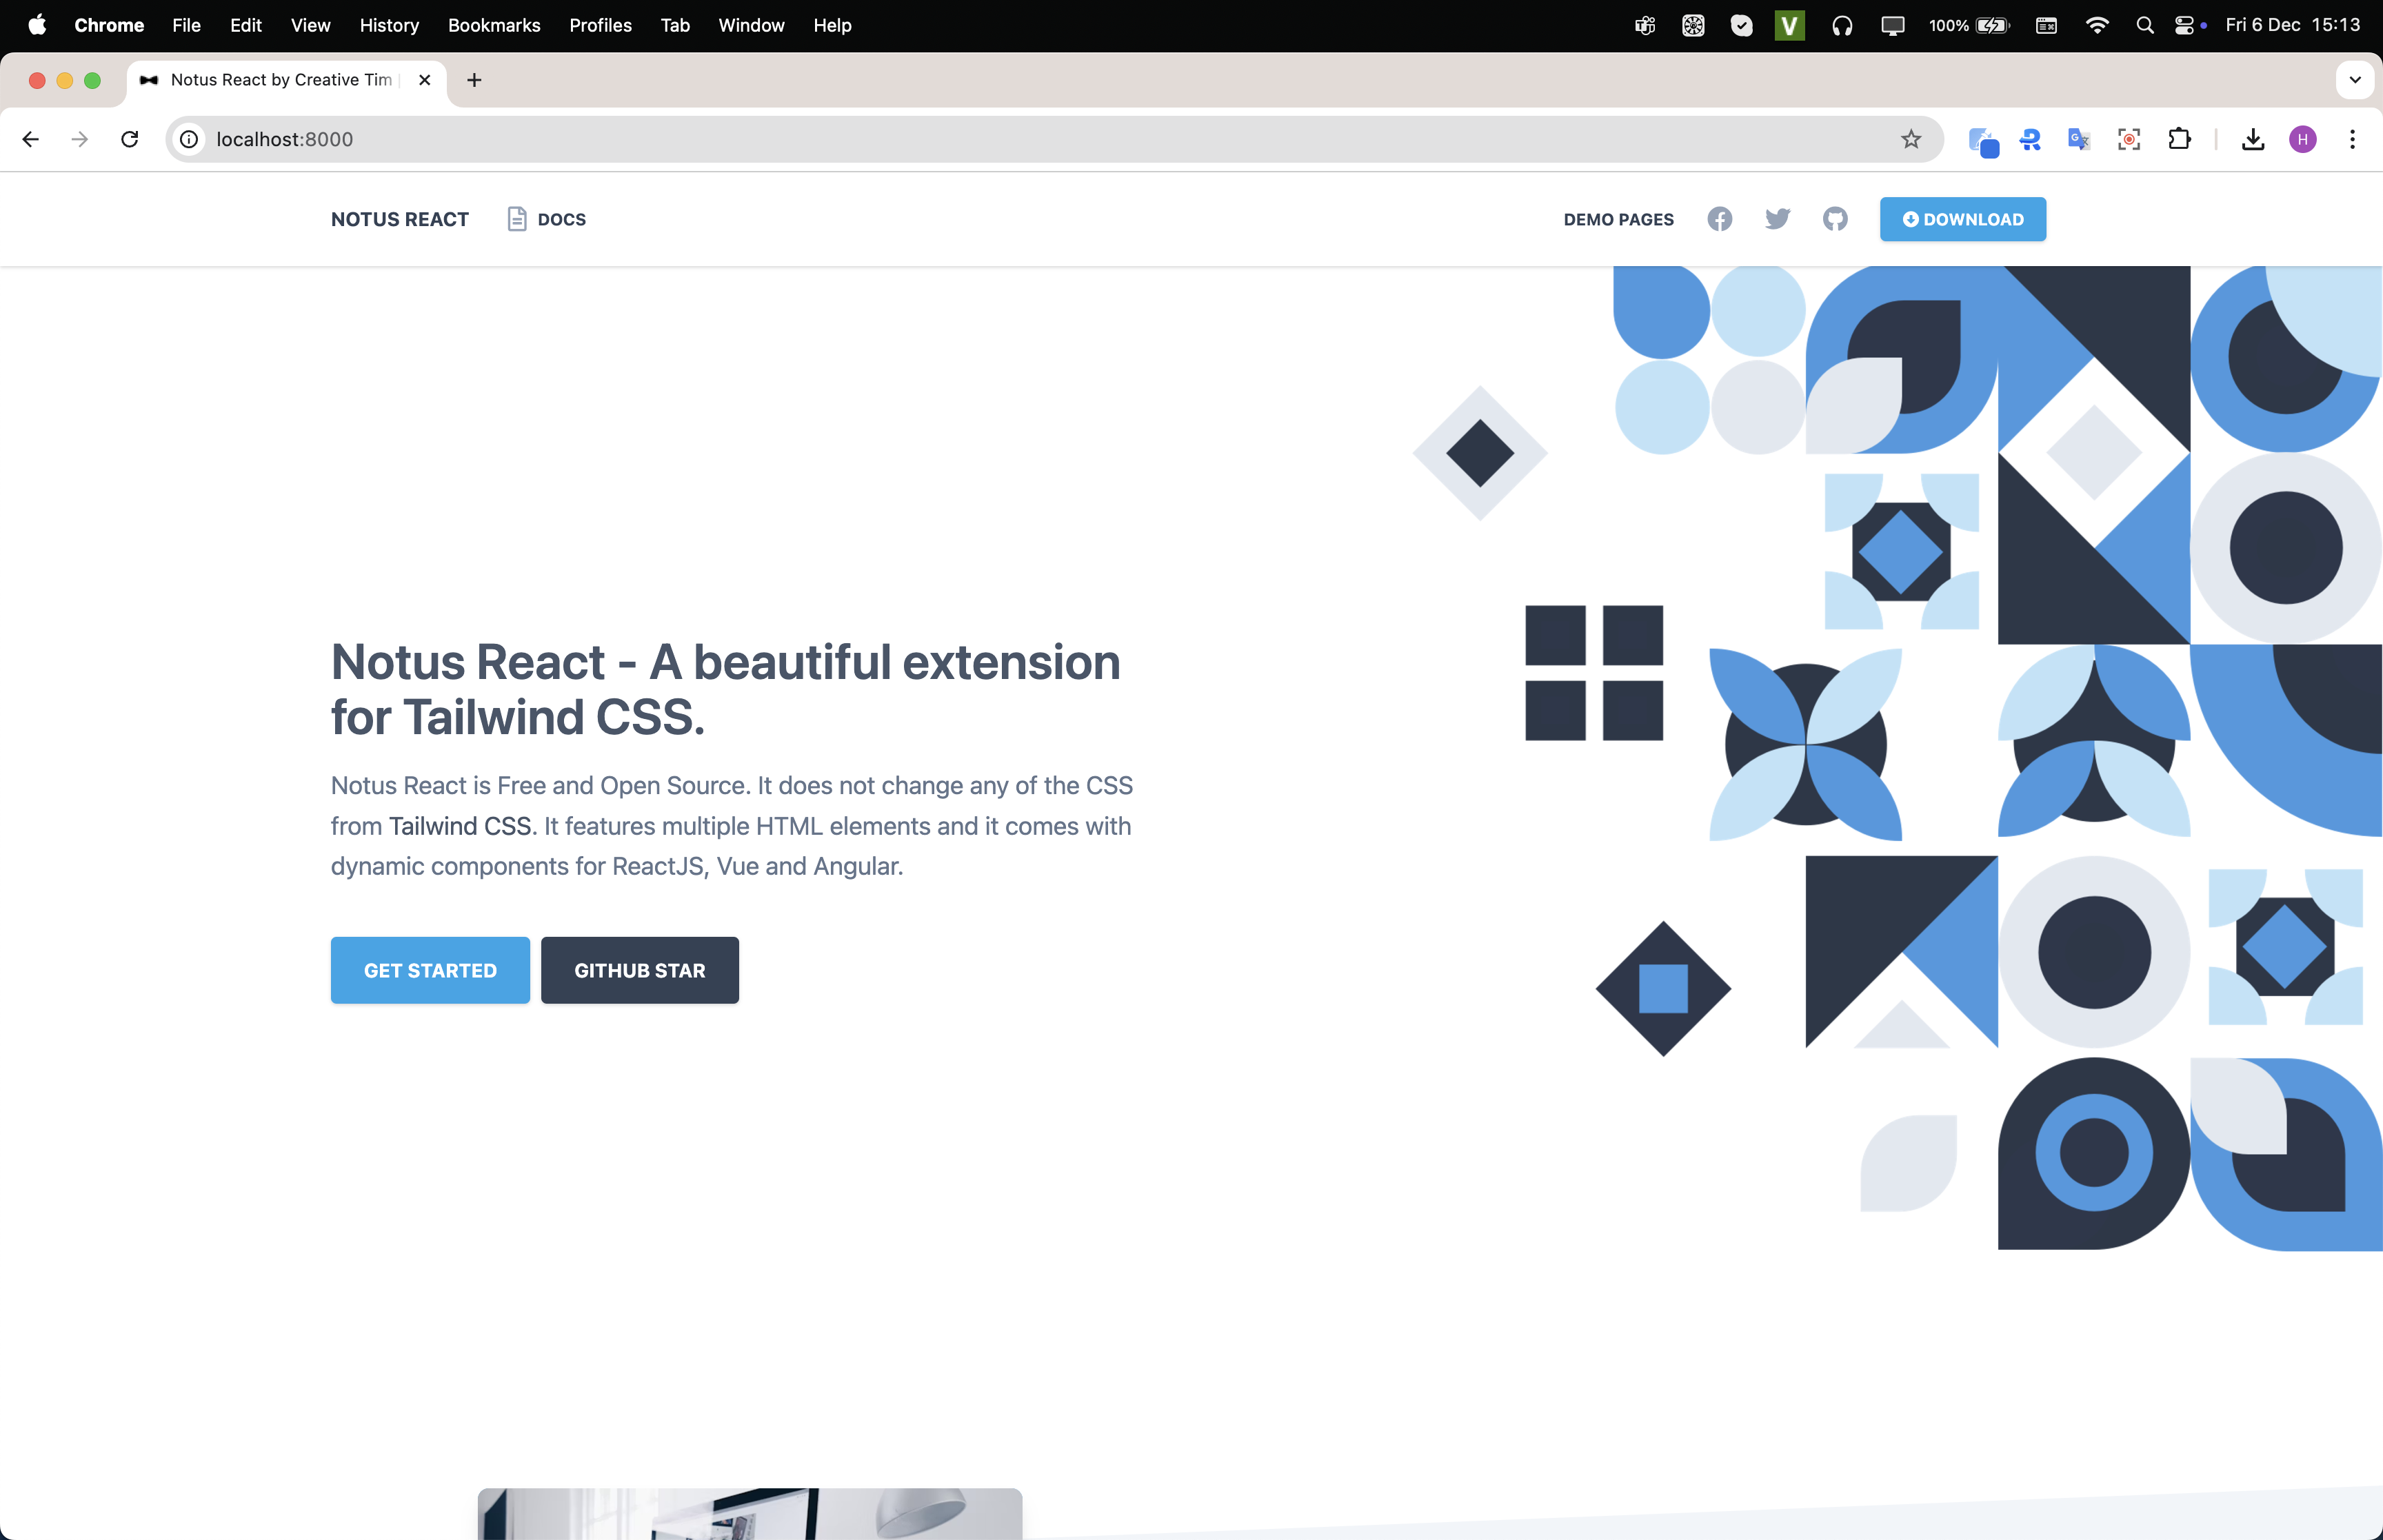 Chrome File Edit View History Bookmarks Profiles Tab Window Help V 100% Fri 6 Dec 15:13
Notus React by Creative Tim
localhost:8000 H
NOTUS REACT DOCS DEMO PAGES DOWNLOAD
Notus React - A beautiful extension
for Tailwind CSS.
Notus React is Free and Open Source. It does not change any of the CSS
from Tailwind CSS. It features multiple HTML elements and it comes with
dynamic components for ReactJS, Vue and Angular.
GET STARTED GITHUB STAR